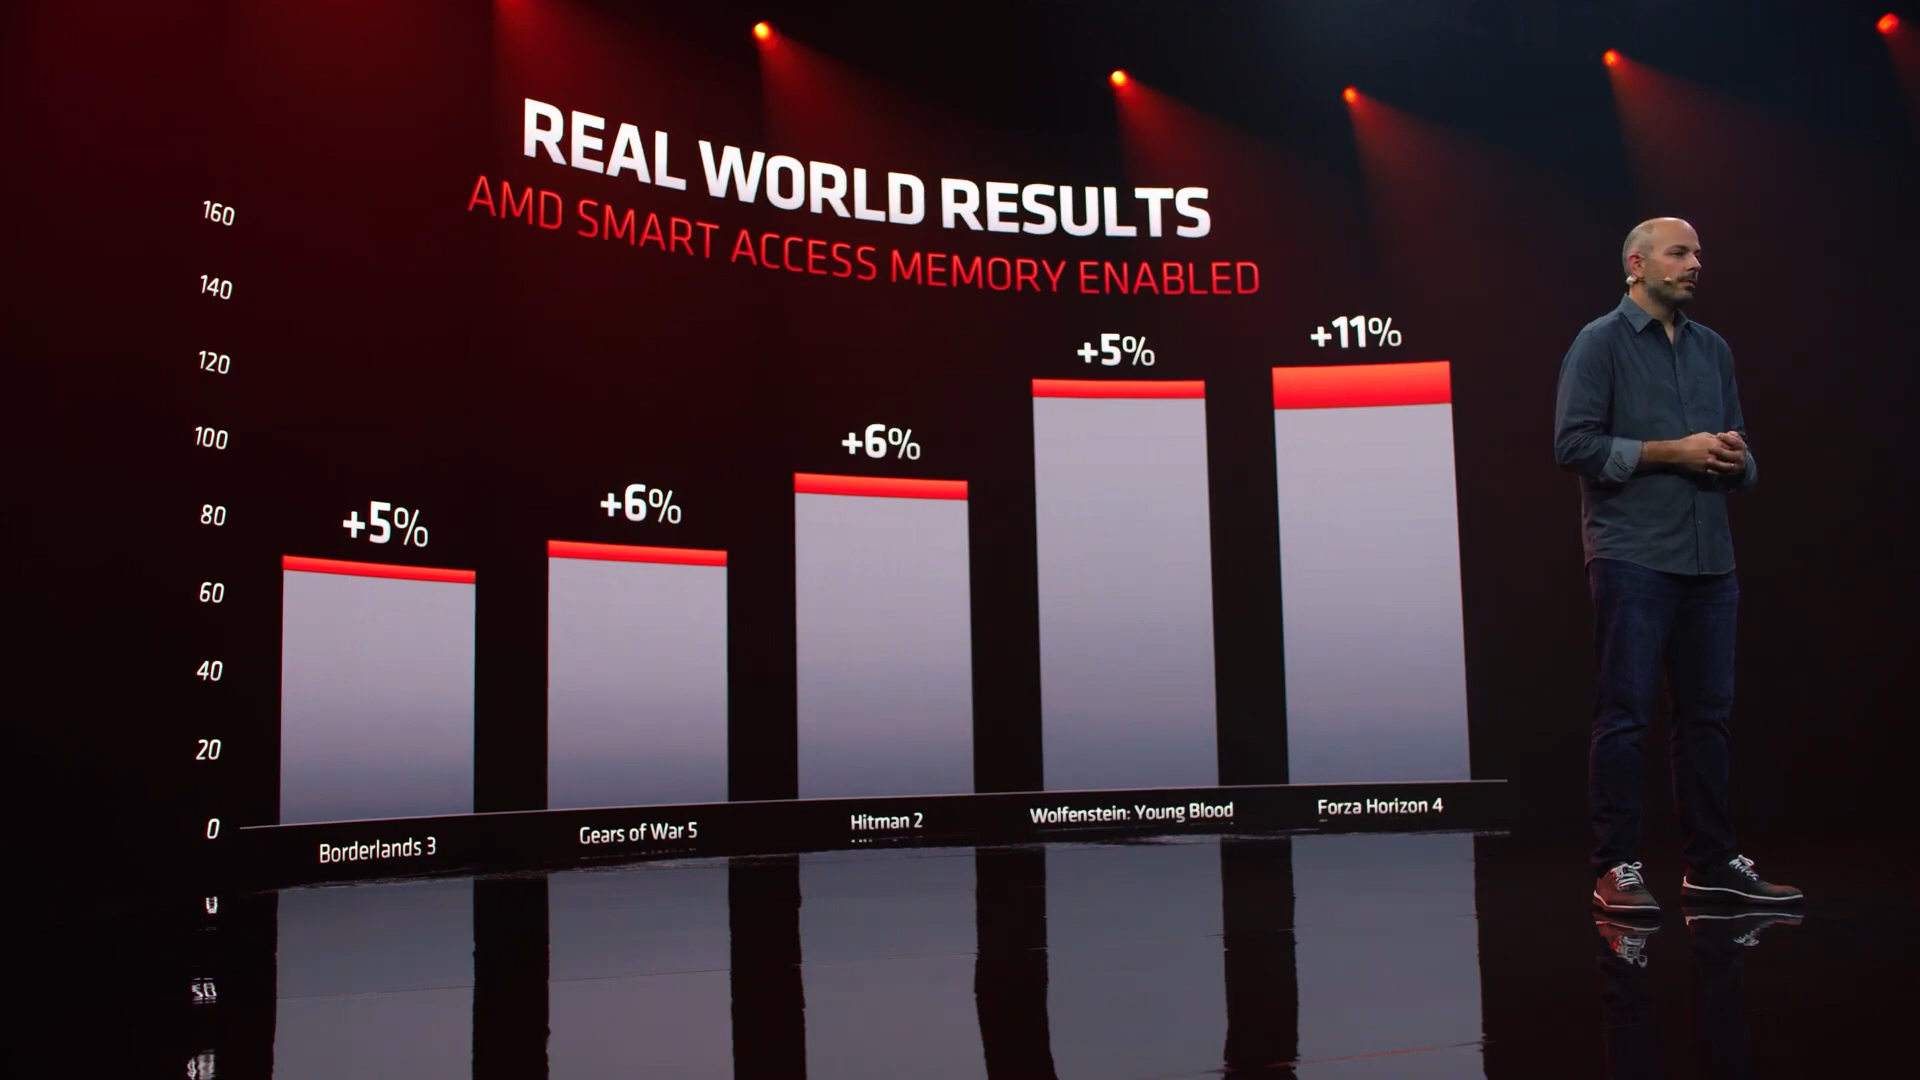 REAL WORLD RESULTS
AMD SMART ACCESS MEMORY ENABLED
160
140
120
100
80
60
40
20
0
+5%
+6%
+6%
+5%
+11%
Borderlands 3
Gears of War 5
Hitman 2
Wolfenstein: Young Blood
Forza Horizon 4